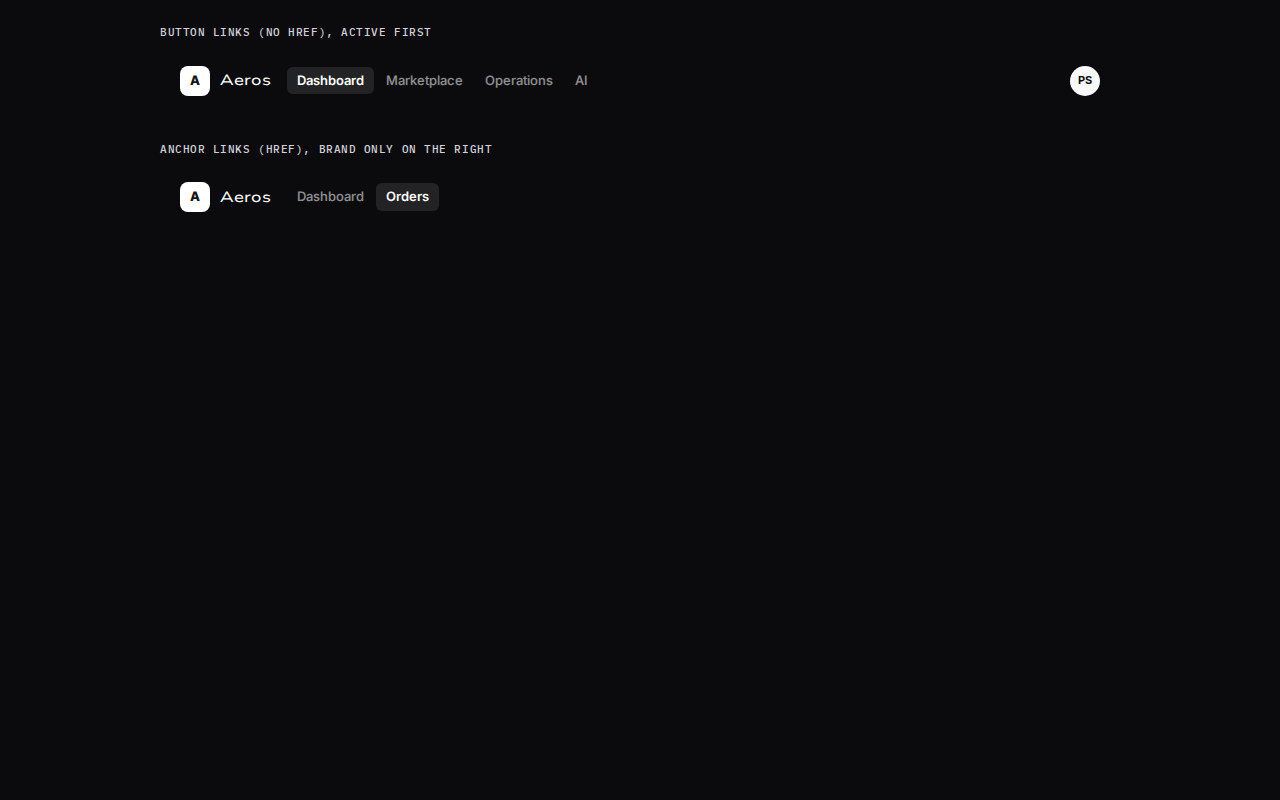 BUTTON LINKS (NO HREF), ACTIVE FIRST
A Aeros Dashboard Marketplace Operations AI PS
ANCHOR LINKS (HREF), BRAND ONLY ON THE RIGHT
A Aeros Dashboard Orders